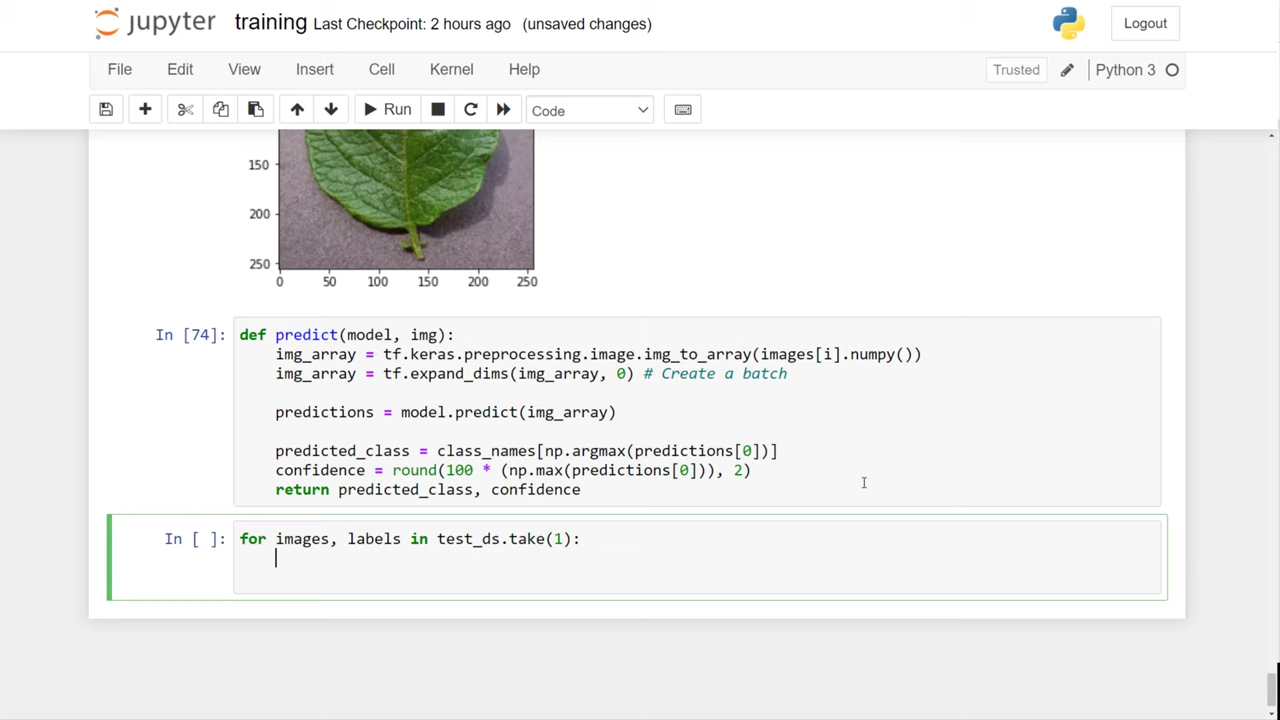 jupyter training Last Checkpoint: 2 hours ago (unsaved changes) Logout
File Edit View Insert Cell Kernel Help Trusted Python 3
Run Code
150
200
250
0 50 100 150 200 250
In [74]: def predict(model, img):
img_array = tf.keras.preprocessing.image.img_to_array(images[i].numpy())
img_array = tf.expand_dims(img_array, 0) # Create a batch
predictions = model.predict(img_array)
predicted_class = class_names[np.argmax(predictions[0])]
confidence = round(100 * (np.max(predictions[0])), 2)
return predicted_class, confidence
In [ ]: for images, labels in test_ds.take(1):